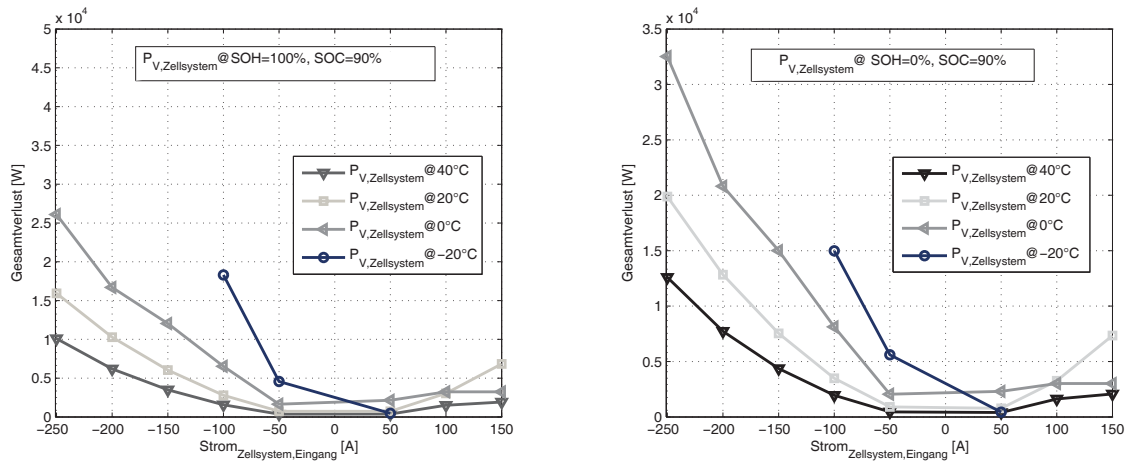 x 10⁴
5
4.5
4
3.5
3
2.5
2
1.5
1
0.5
0
Gesamtverlust [W]
P_V,Zellsystem@SOH=100%, SOC=90%
P_V,Zellsystem@40°C
P_V,Zellsystem@20°C
P_V,Zellsystem@0°C
P_V,Zellsystem@−20°C
−250 −200 −150 −100 −50 0 50 100 150
Strom_Zellsystem,Eingang [A]
x 10⁴
3.5
3
2.5
2
1.5
1
0.5
0
Gesamtverlust [W]
P_V,Zellsystem@ SOH=0%, SOC=90%
P_V,Zellsystem@40°C
P_V,Zellsystem@20°C
P_V,Zellsystem@0°C
P_V,Zellsystem@−20°C
−250 −200 −150 −100 −50 0 50 100 150
Strom_Zellsystem,Eingang [A]